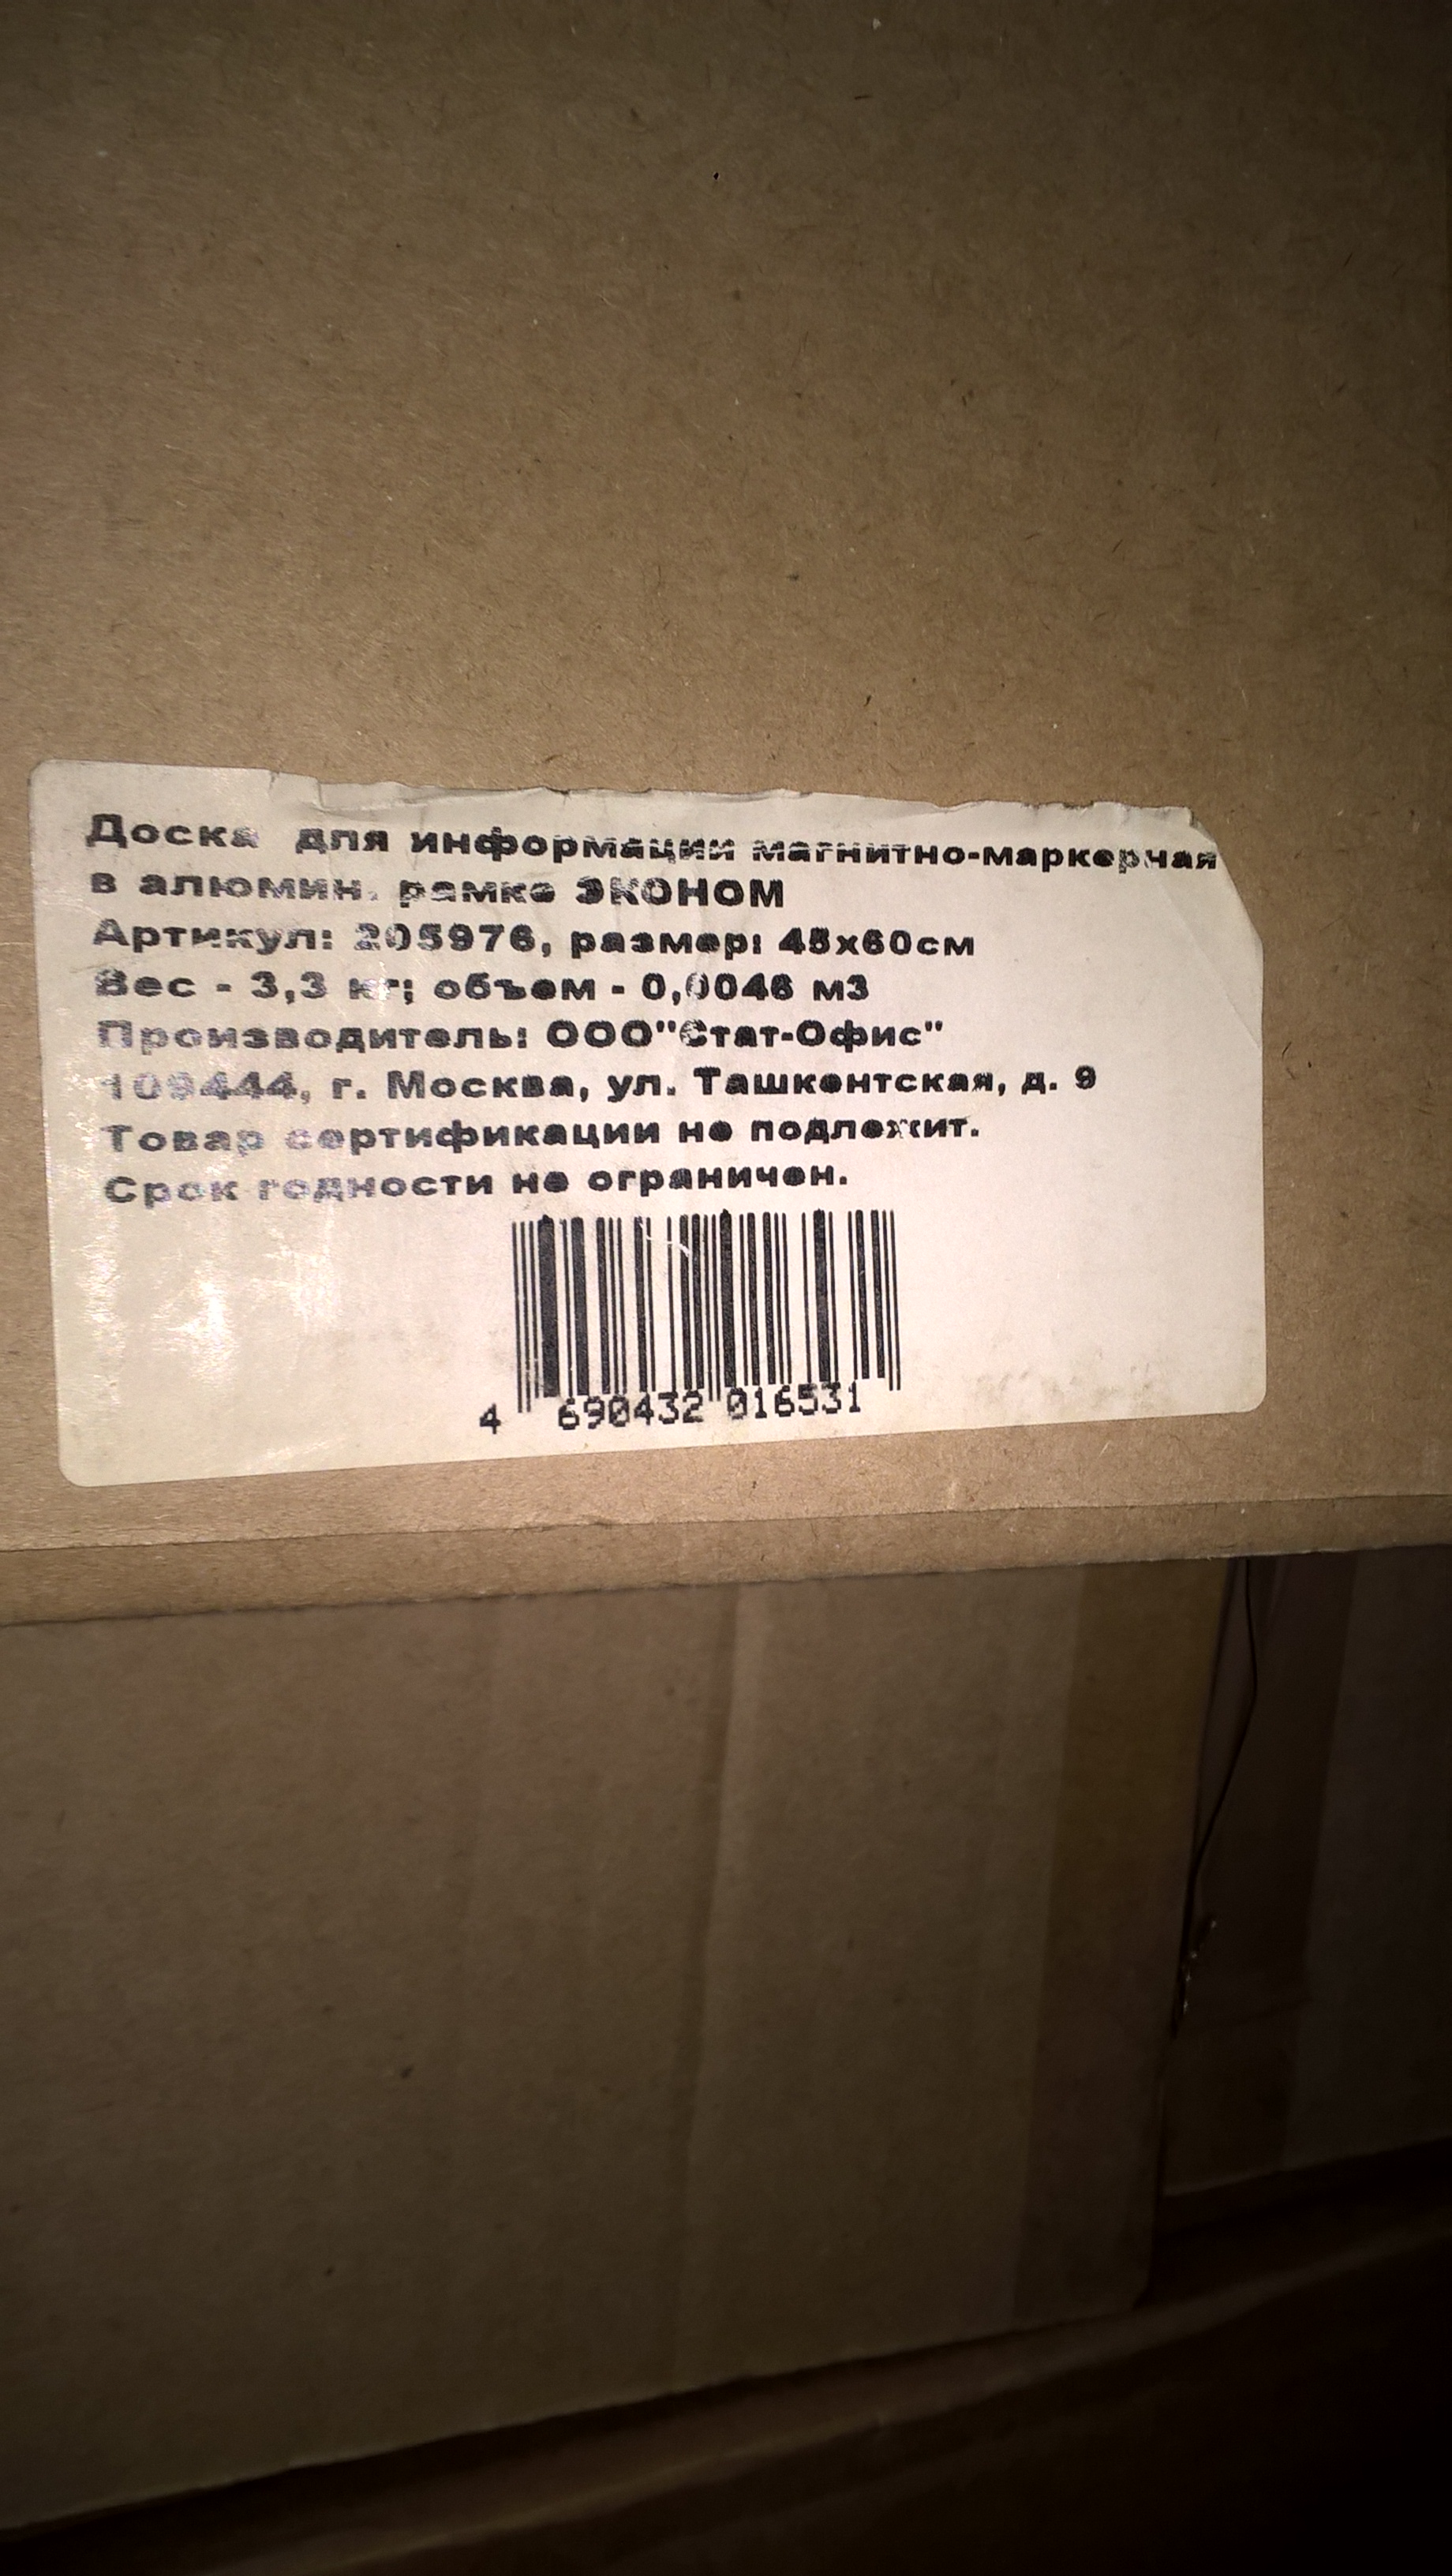 Доска для информации магнитно-маркерная
в алюмин. рамке ЭКОНОМ
Артикул: 205976, размер: 45х60см
Вес - 3,3 кг; объем - 0,0046 м3
Производитель: ООО"Стат-Офис"
109444, г. Москва, ул. Ташкентская, д. 9
Товар сертификации не подлежит.
Срок годности не ограничен.
4 690432 016531